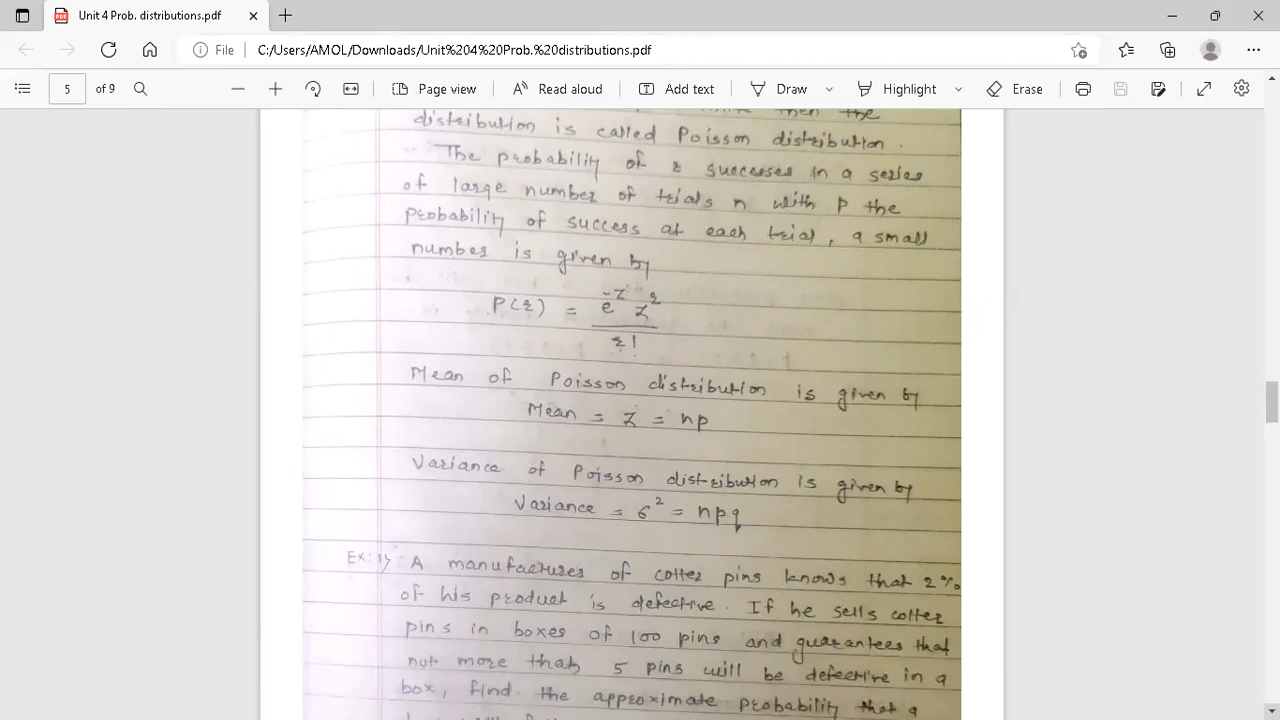 Unit 4 Prob. distributions.pdf
File C:/Users/AMOL/Downloads/Unit%204%20Prob.%20distributions.pdf
5 of 9 Page view Read aloud Add text Draw Highlight Erase
then the
distribution is called Poisson distribution.
The probability of r successes in a series
of large number of trials n with p the
probability of success at each trial, a small
number is given by
P(r) = e^-z z^r
r!
Mean of Poisson distribution is given by
Mean = z = np
Variance of Poisson distribution is given by
Variance = σ² = npq
Ex: 1) A manufacturer of cotter pins knows that 2%
of his product is defective. If he sells cotter
pins in boxes of 100 pins and guarantees that
not more than 5 pins will be defective in a
box, find the approximate probability that a